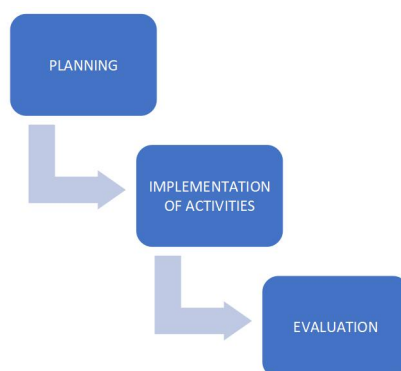 PLANNING
IMPLEMENTATION
OF ACTIVITIES
EVALUATION